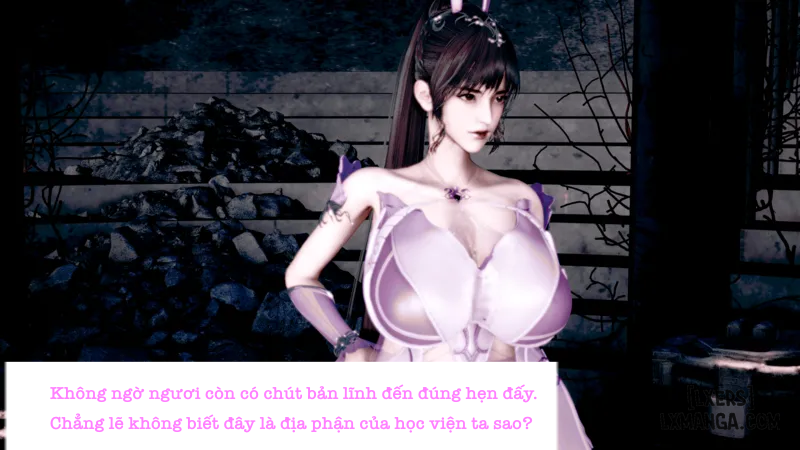 Không ngờ ngươi còn có chút bản lĩnh đến đúng hẹn đấy.
Chẳng lẽ không biết đây là địa phận của học viện ta sao?
LXMANGA.COM